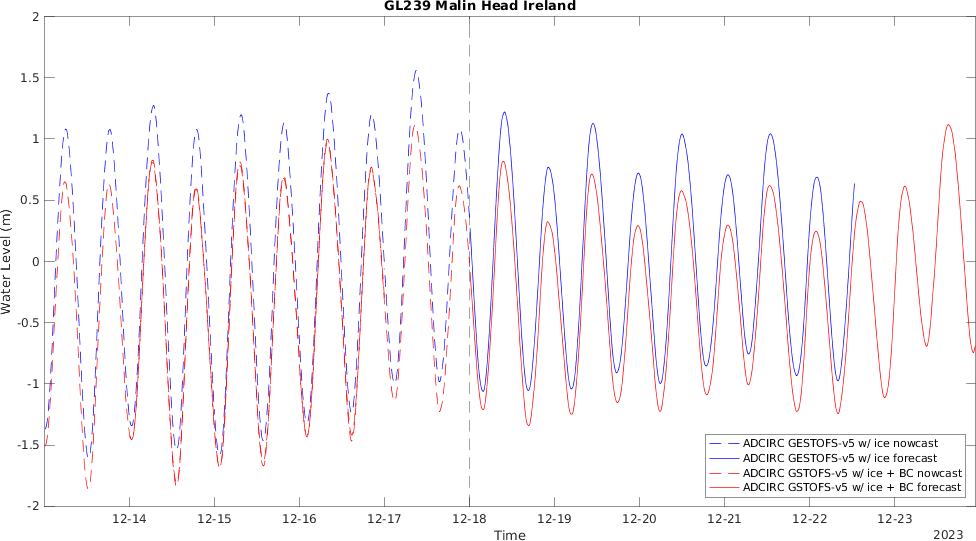 GL239 Malin Head Ireland
2
1.5
1
0.5
0
-0.5
-1
-1.5
-2
Water Level (m)
12-14 12-15 12-16 12-17 12-18 12-19 12-20 12-21 12-22 12-23
Time
2023
ADCIRC GESTOFS-v5 w/ ice nowcast
ADCIRC GESTOFS-v5 w/ ice forecast
ADCIRC GSTOFS-v5 w/ ice + BC nowcast
ADCIRC GSTOFS-v5 w/ ice + BC forecast